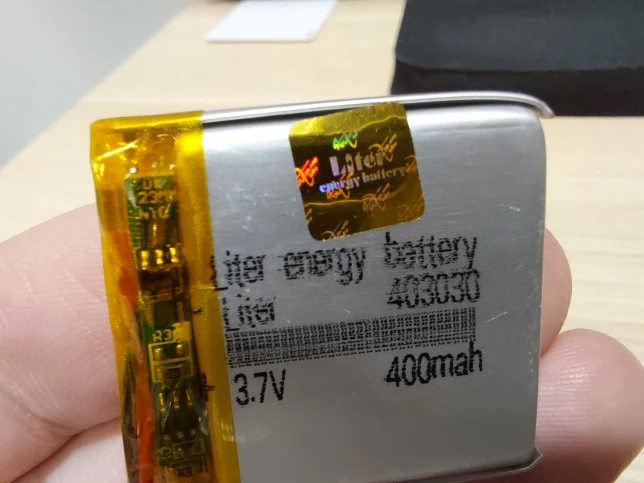 Liter
energy battery
Liter energy battery
Liter 403030
3.7V 400mah